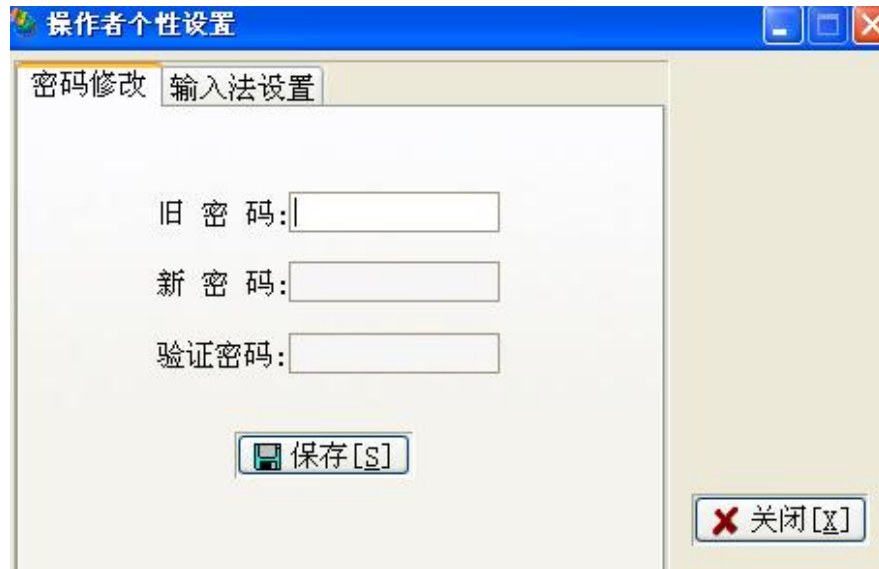 操作者个性设置
密码修改 输入法设置
旧 密 码:
新 密 码:
验证密码:
保存[S]
关闭[X]